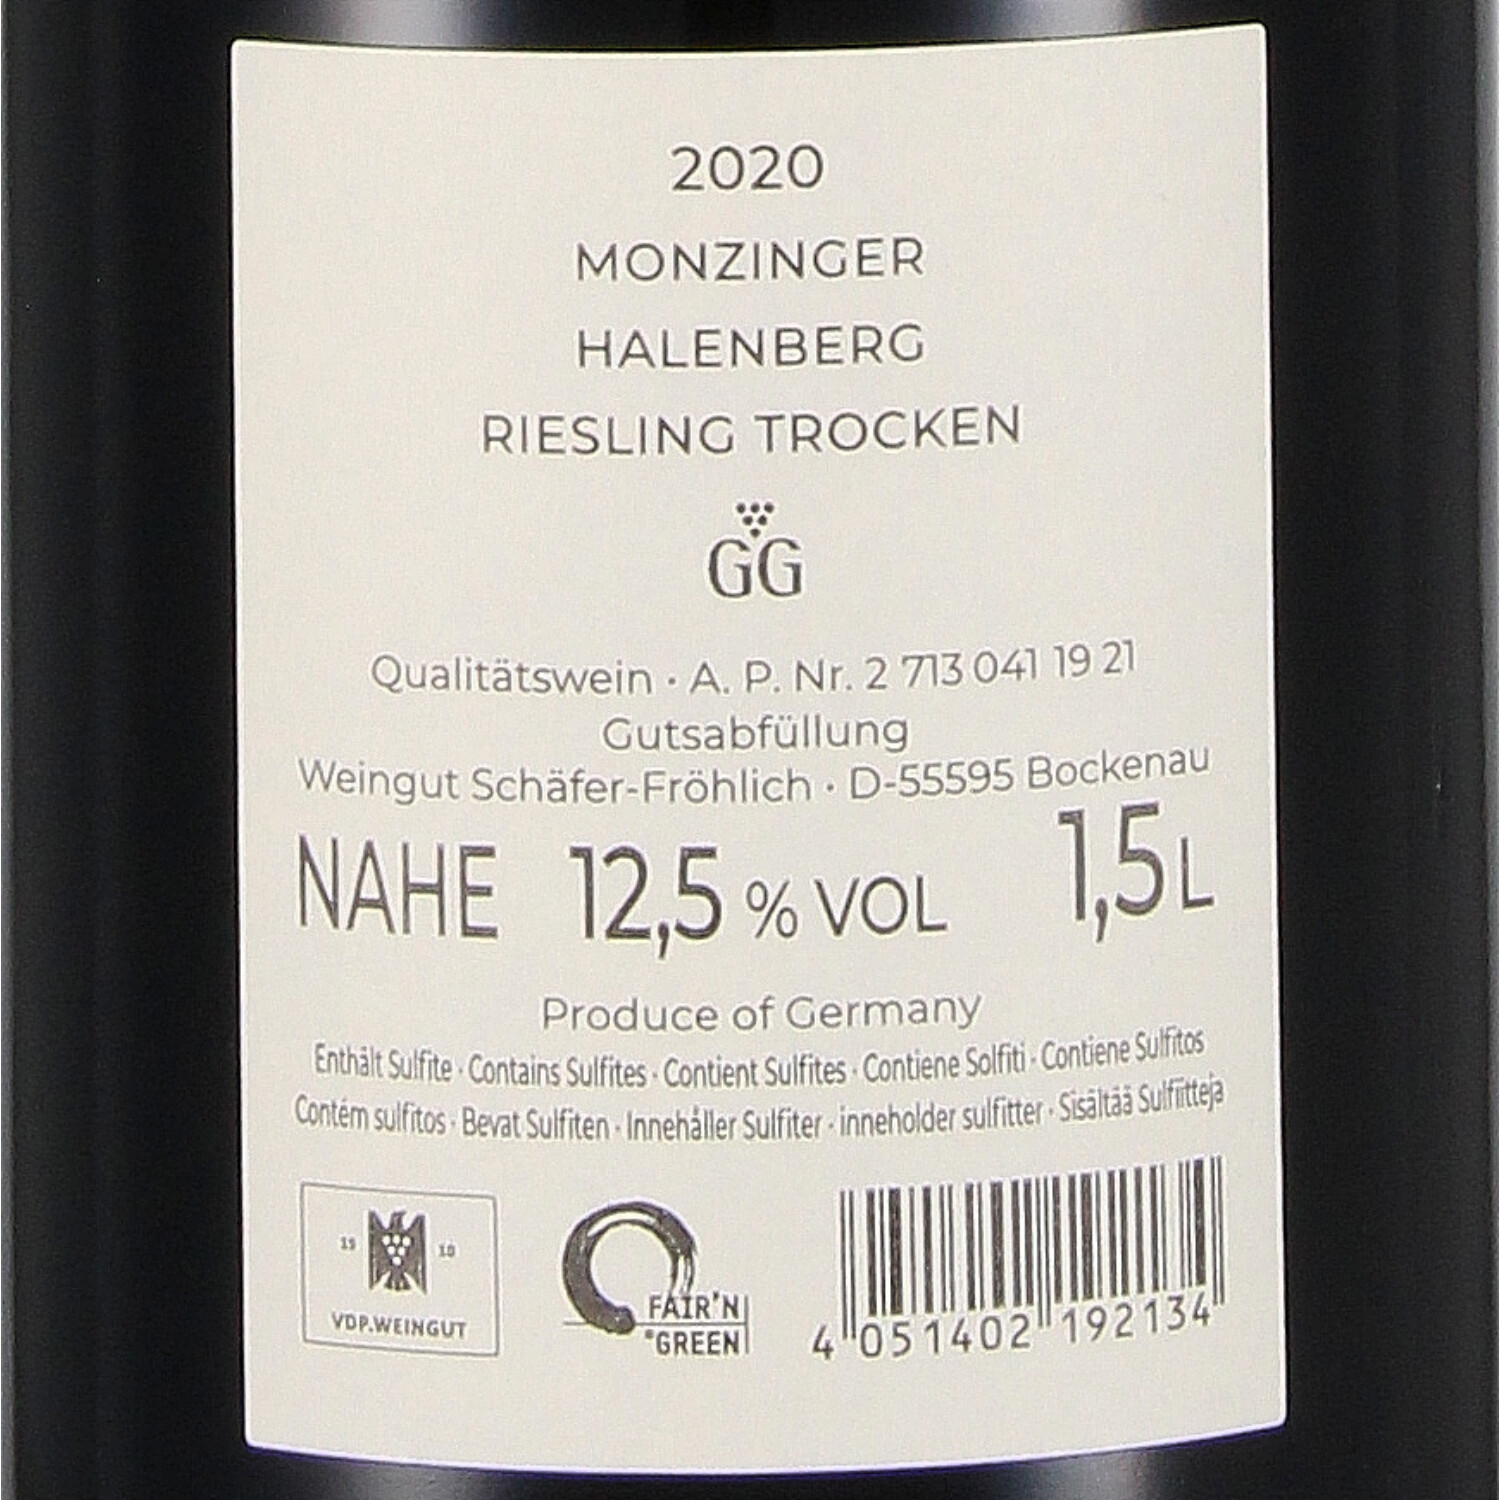 2020
MONZINGER
HALENBERG
RIESLING TROCKEN
GG
Qualitätswein · A. P. Nr. 2 713 041 19 21
Gutsabfüllung
Weingut Schäfer-Fröhlich · D-55595 Bockenau
NAHE 12,5 % VOL 1,5 L
Produce of Germany
Enthält Sulfite · Contains Sulfites · Contient Sulfites · Contiene Solfiti · Contiene Sulfitos
Contém sulfitos · Bevat Sulfiten · Innehåller Sulfiter · inneholder sulfitter · Sisältää Sulfiitteja
19 10
VDP.WEINGUT
FAIR'N
GREEN
4 051402 192134